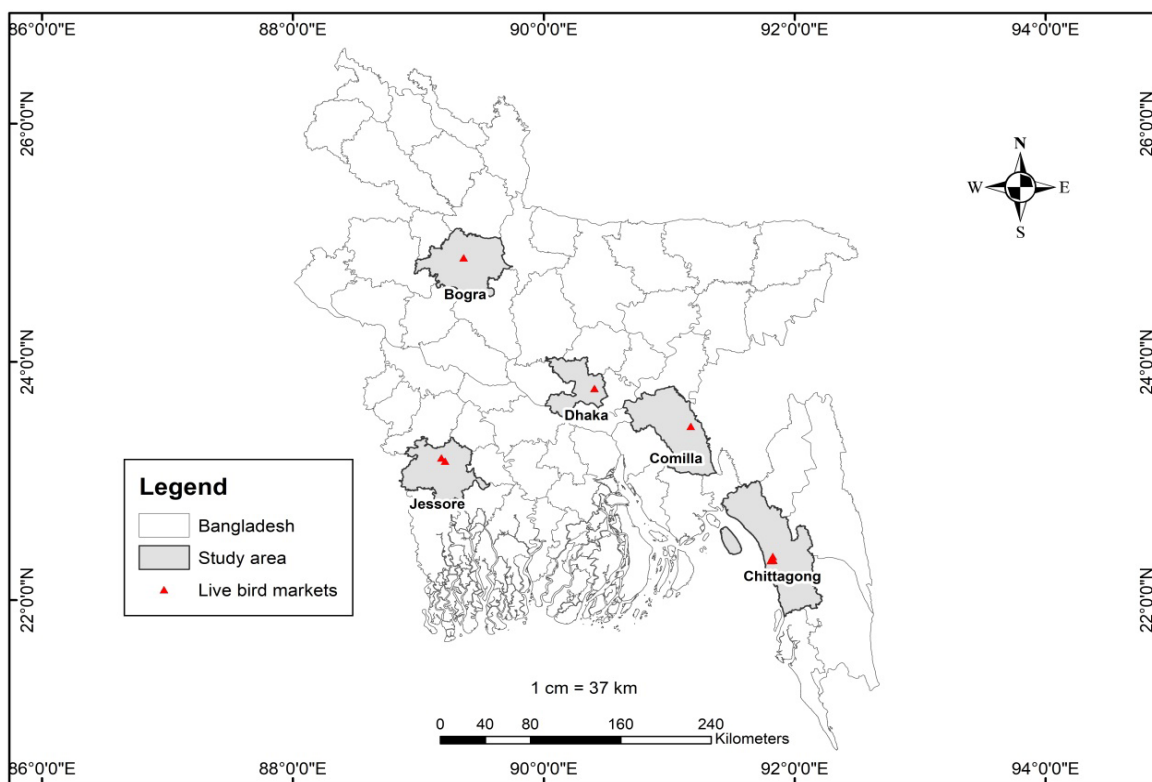 86°0'0"E 88°0'0"E 90°0'0"E 92°0'0"E 94°0'0"E
26°0'0"N 26°0'0"N
N
W E
S
Bogra
24°0'0"N 24°0'0"N
Dhaka
Comilla
Jessore
Legend
Bangladesh
Study area
Live bird markets
Chittagong
22°0'0"N 22°0'0"N
1 cm = 37 km
0 40 80 160 240
Kilometers
86°0'0"E 88°0'0"E 90°0'0"E 92°0'0"E 94°0'0"E